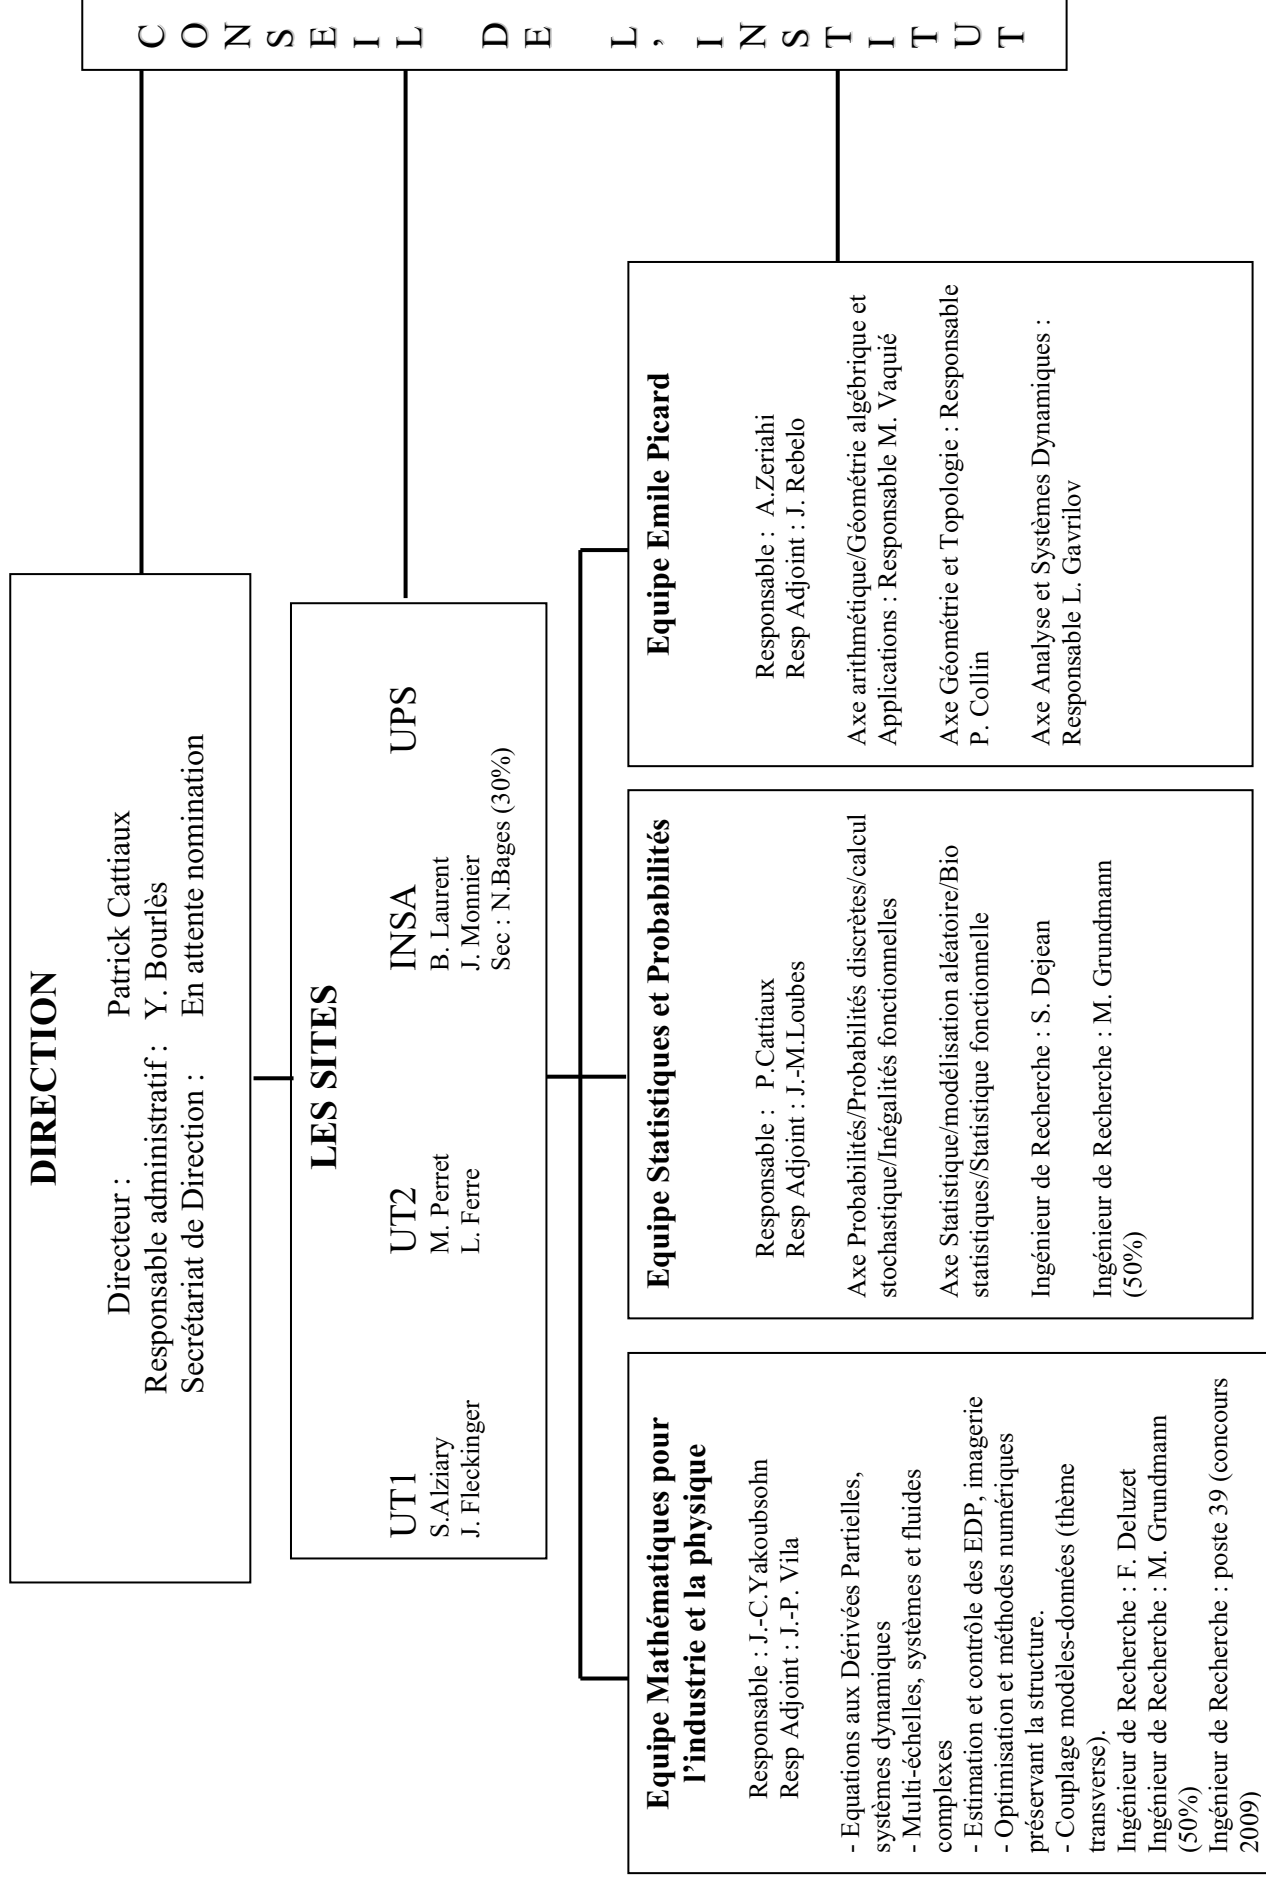 DIRECTION
Directeur : Patrick Cattiaux
Responsable administratif : Y. Bourlès
Secrétariat de Direction : En attente nomination
LES SITES
UT1
S.Alziary
J. Fleckinger
UT2
M. Perret
L. Ferre
INSA
B. Laurent
J. Monnier
Sec : N.Bages (30%)
UPS
Equipe Mathématiques pour
l’industrie et la physique
Responsable : J.-C.Yakoubsohn
Resp Adjoint : J.-P. Vila
- Equations aux Dérivées Partielles,
systèmes dynamiques
- Multi-échelles, systèmes et fluides
complexes
- Estimation et contrôle des EDP, imagerie
- Optimisation et méthodes numériques
préservant la structure.
- Couplage modèles-données (thème
transverse).
Ingénieur de Recherche : F. Deluzet
Ingénieur de Recherche : M. Grundmann
(50%)
Ingénieur de Recherche : poste 39 (concours
2009)
Equipe Statistiques et Probabilités
Responsable : P.Cattiaux
Resp Adjoint : J.-M.Loubes
Axe Probabilités/Probabilités discrètes/calcul
stochastique/Inégalités fonctionnelles
Axe Statistique/modélisation aléatoire/Bio
statistiques/Statistique fonctionnelle
Ingénieur de Recherche : S. Dejean
Ingénieur de Recherche : M. Grundmann
(50%)
Equipe Emile Picard
Responsable : A.Zeriahi
Resp Adjoint : J. Rebelo
Axe arithmétique/Géométrie algébrique et
Applications : Responsable M. Vaquié
Axe Géométrie et Topologie : Responsable
P. Collin
Axe Analyse et Systèmes Dynamiques :
Responsable L. Gavrilov
CONSEIL DE L’INSTITUT